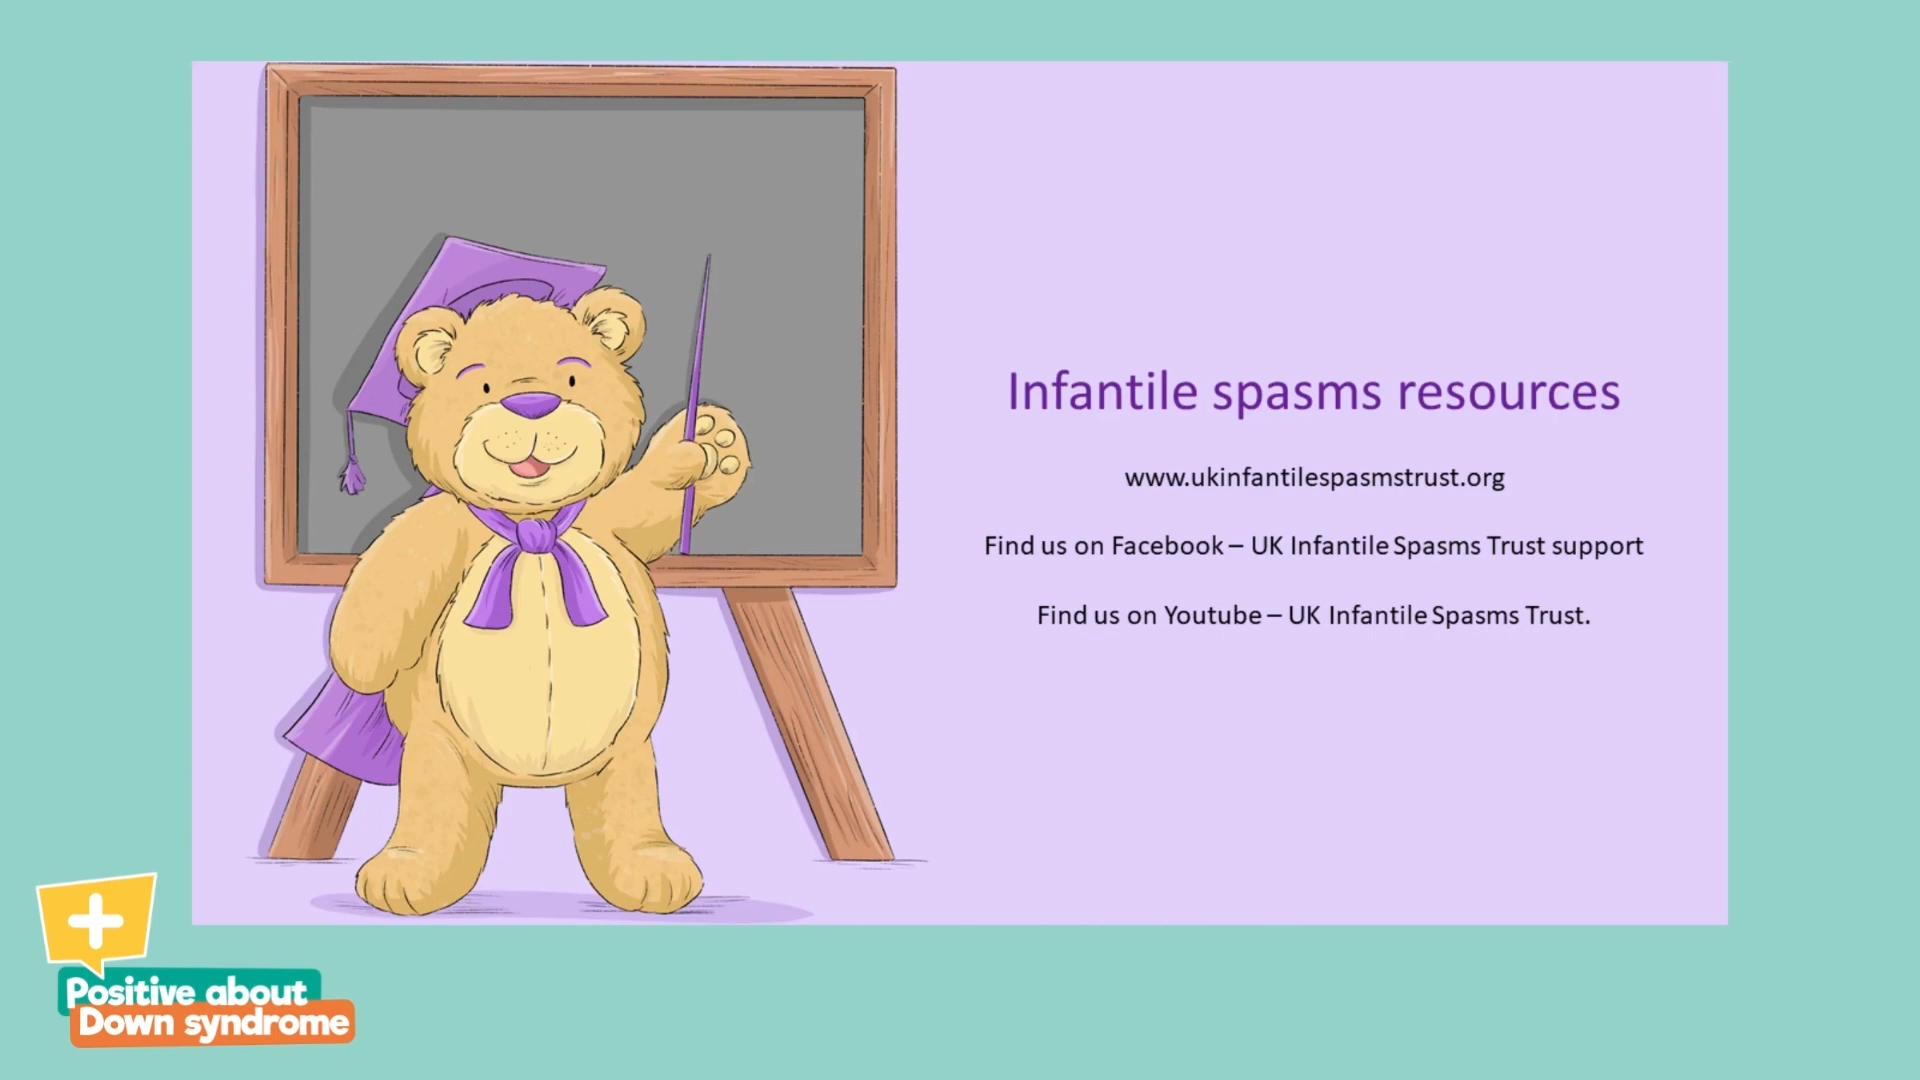 Infantile spasms resources
www.ukinfantilespasmstrust.org
Find us on Facebook – UK Infantile Spasms Trust support
Find us on Youtube – UK Infantile Spasms Trust.
Positive about
Down syndrome